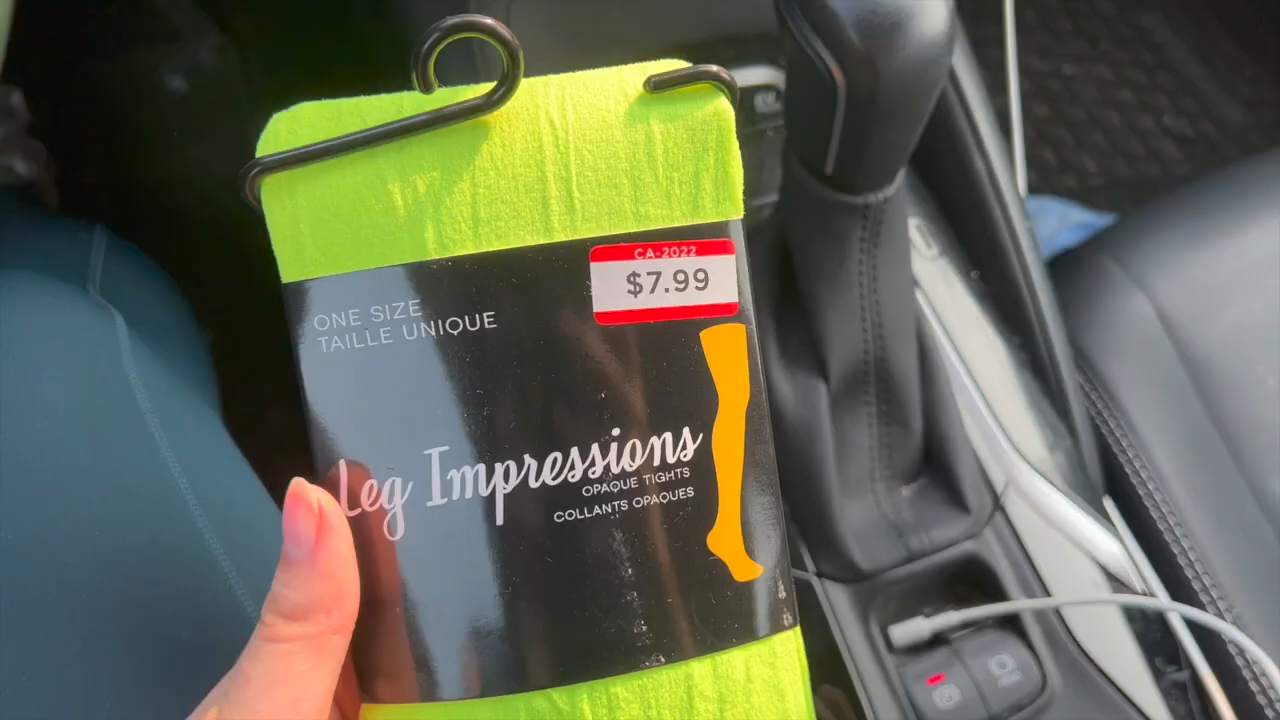 CA-2022
$7.99
ONE SIZE
TAILLE UNIQUE
Leg Impressions
OPAQUE TIGHTS
COLLANTS OPAQUES